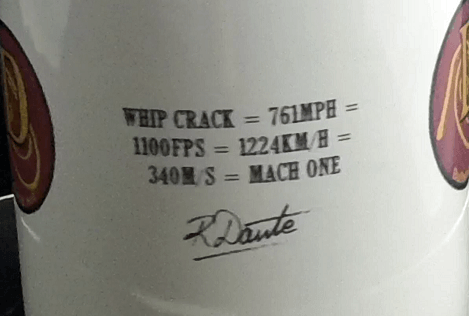 WHIP CRACK = 761MPH =
1100FPS = 1224KM/H =
340M/S = MACH ONE
R Dante